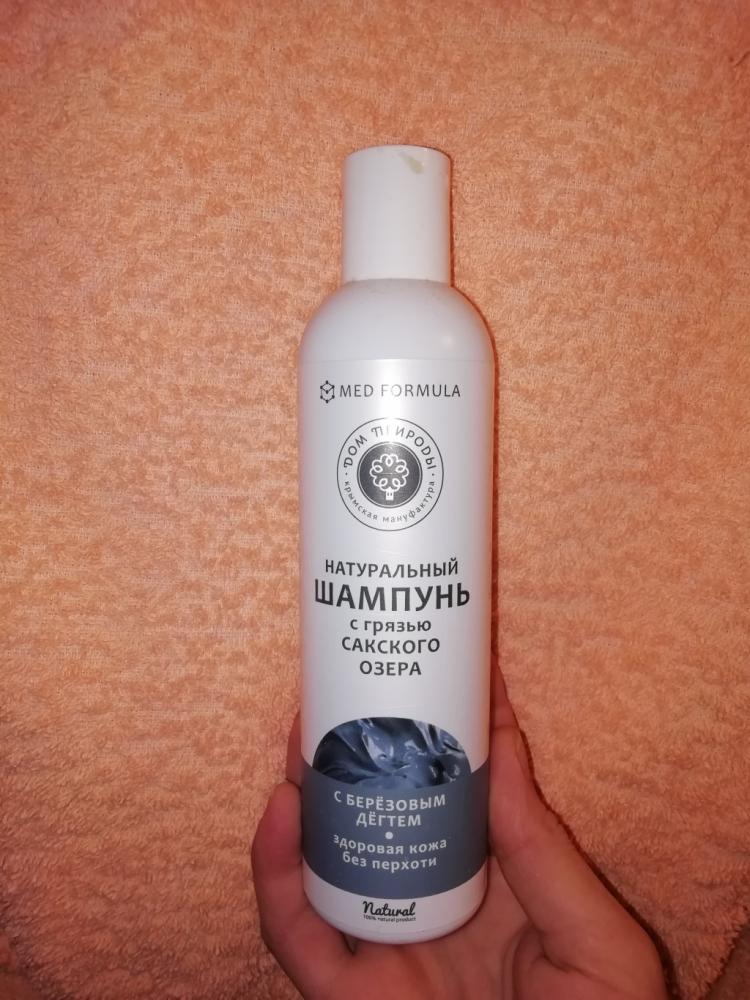 MED FORMULA
ДОМ ПРИРОДЫ
крымская мануфактура
НАТУРАЛЬНЫЙ
ШАМПУНЬ
с грязью
САКСКОГО
ОЗЕРА
С БЕРЁЗОВЫМ
ДЁГТЕМ
здоровая кожа
без перхоти
Natural
100% natural product